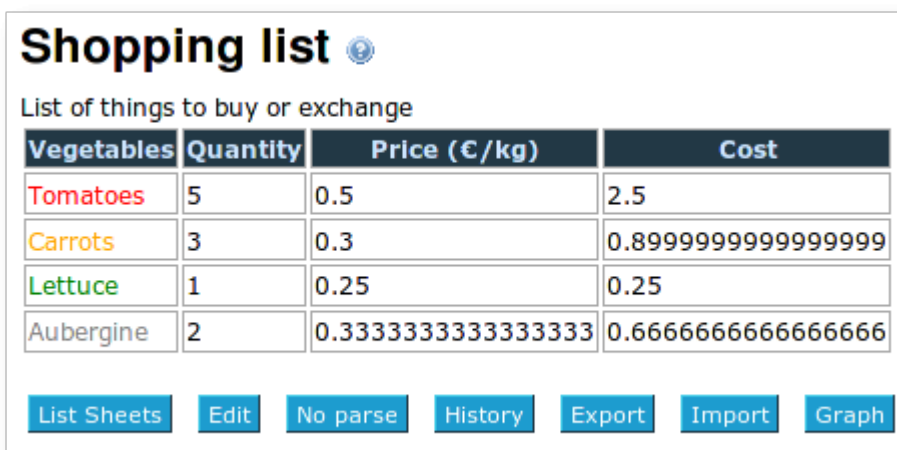 Shopping list
List of things to buy or exchange
Vegetables Quantity Price (€/kg) Cost
Tomatoes 5 0.5 2.5
Carrots 3 0.3 0.8999999999999999
Lettuce 1 0.25 0.25
Aubergine 2 0.3333333333333333 0.6666666666666666
List Sheets Edit No parse History Export Import Graph